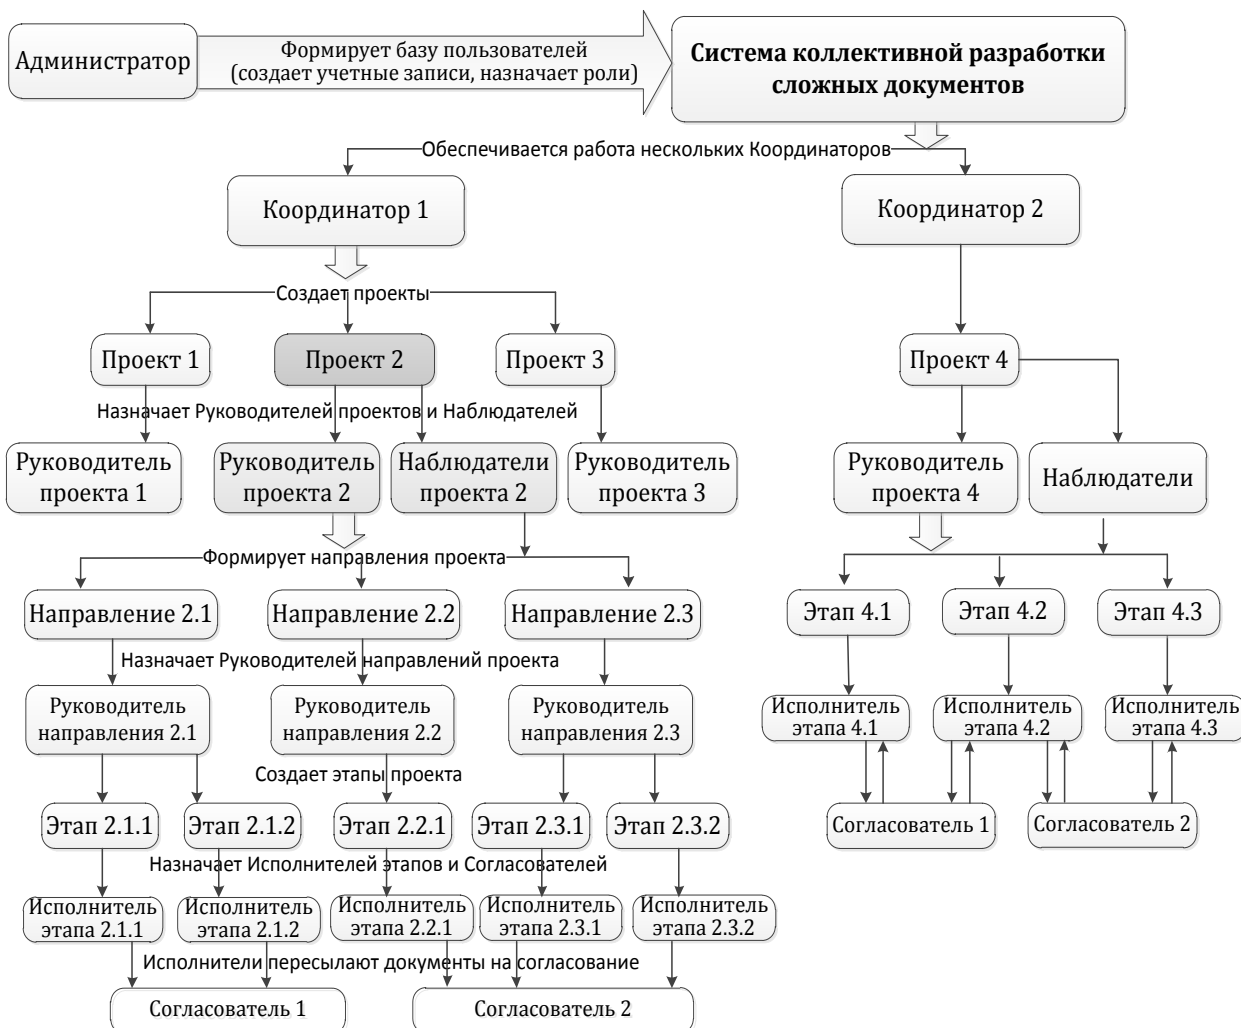 Администратор
Формирует базу пользователей
(создает учетные записи, назначает роли)
Система коллективной разработки
сложных документов
Обеспечивается работа нескольких Координаторов
Координатор 1
Координатор 2
Создает проекты
Проект 1
Проект 2
Проект 3
Проект 4
Назначает Руководителей проектов и Наблюдателей
Руководитель
проекта 1
Руководитель
проекта 2
Наблюдатели
проекта 2
Руководитель
проекта 3
Руководитель
проекта 4
Наблюдатели
Формирует направления проекта
Направление 2.1
Направление 2.2
Направление 2.3
Этап 4.1
Этап 4.2
Этап 4.3
Назначает Руководителей направлений проекта
Руководитель
направления 2.1
Руководитель
направления 2.2
Руководитель
направления 2.3
Исполнитель
этапа 4.1
Исполнитель
этапа 4.2
Исполнитель
этапа 4.3
Создает этапы проекта
Этап 2.1.1
Этап 2.1.2
Этап 2.2.1
Этап 2.3.1
Этап 2.3.2
Согласователь 1
Согласователь 2
Назначает Исполнителей этапов и Согласователей
Исполнитель
этапа 2.1.1
Исполнитель
этапа 2.1.2
Исполнитель
этапа 2.2.1
Исполнитель
этапа 2.3.1
Исполнитель
этапа 2.3.2
Исполнители пересылают документы на согласование
Согласователь 1
Согласователь 2